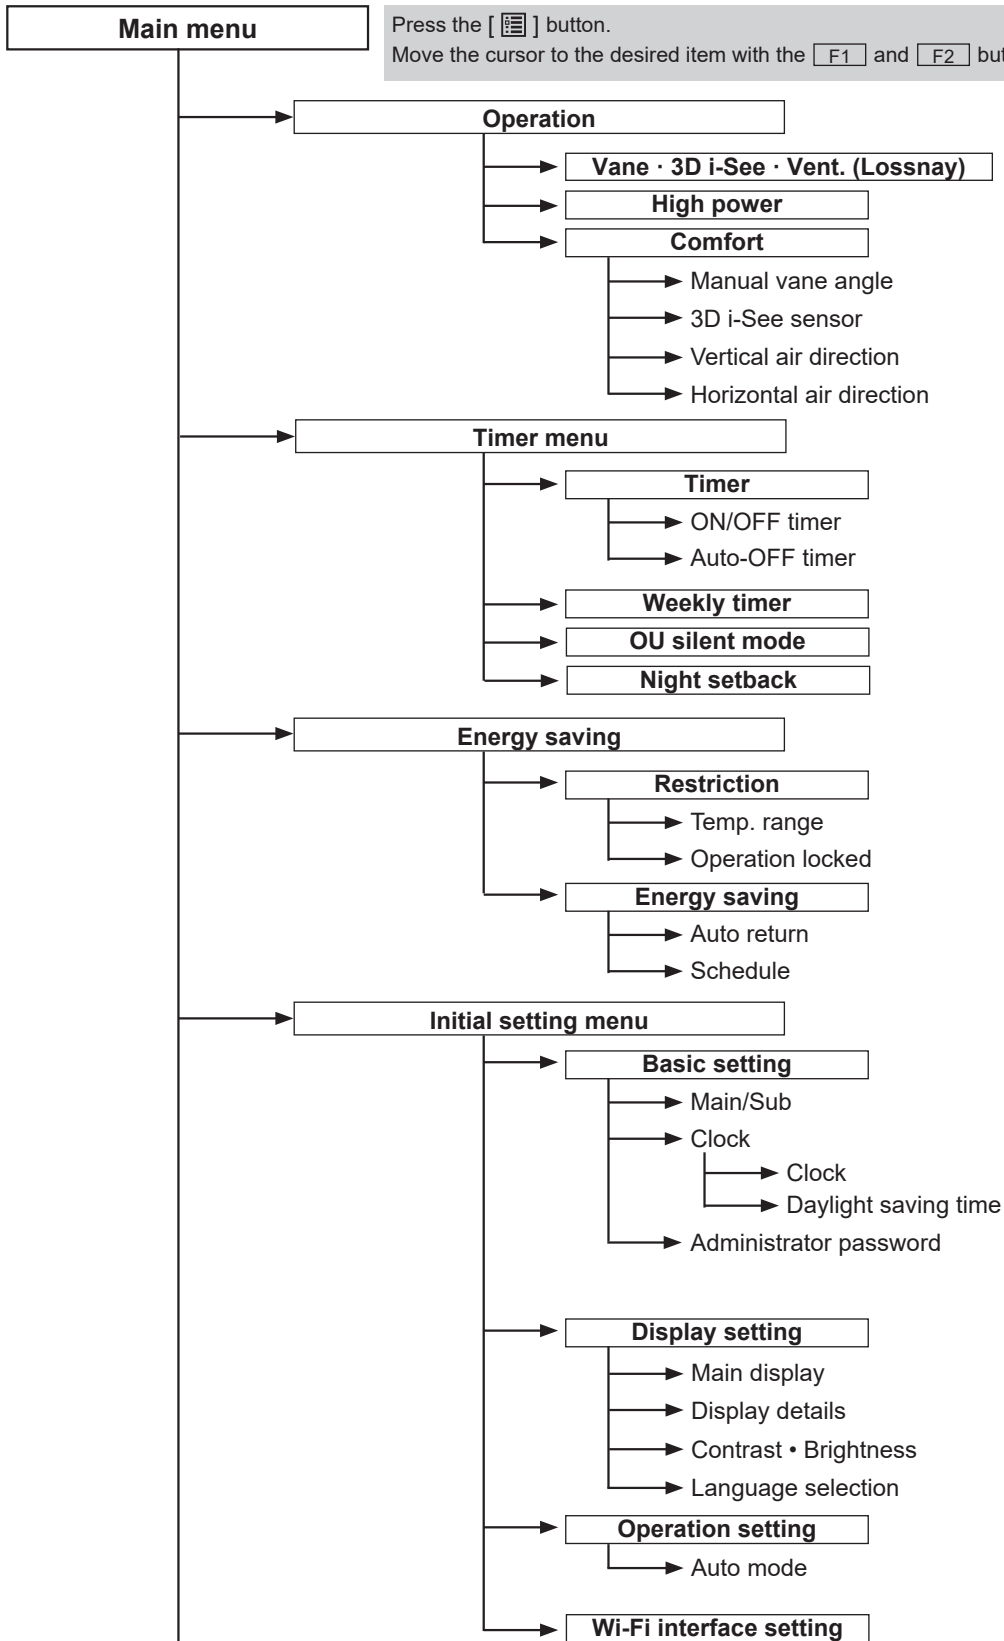 Main menu
Press the [ ] button.
Move the cursor to the desired item with the F1 and F2
Operation
Vane · 3D i-See · Vent. (Lossnay)
High power
Comfort
Manual vane angle
3D i-See sensor
Vertical air direction
Horizontal air direction
Timer menu
Timer
ON/OFF timer
Auto-OFF timer
Weekly timer
OU silent mode
Night setback
Energy saving
Restriction
Temp. range
Operation locked
Energy saving
Auto return
Schedule
Initial setting menu
Basic setting
Main/Sub
Clock
Clock
Daylight saving time
Administrator password
Display setting
Main display
Display details
Contrast • Brightness
Language selection
Operation setting
Auto mode
Wi-Fi interface setting